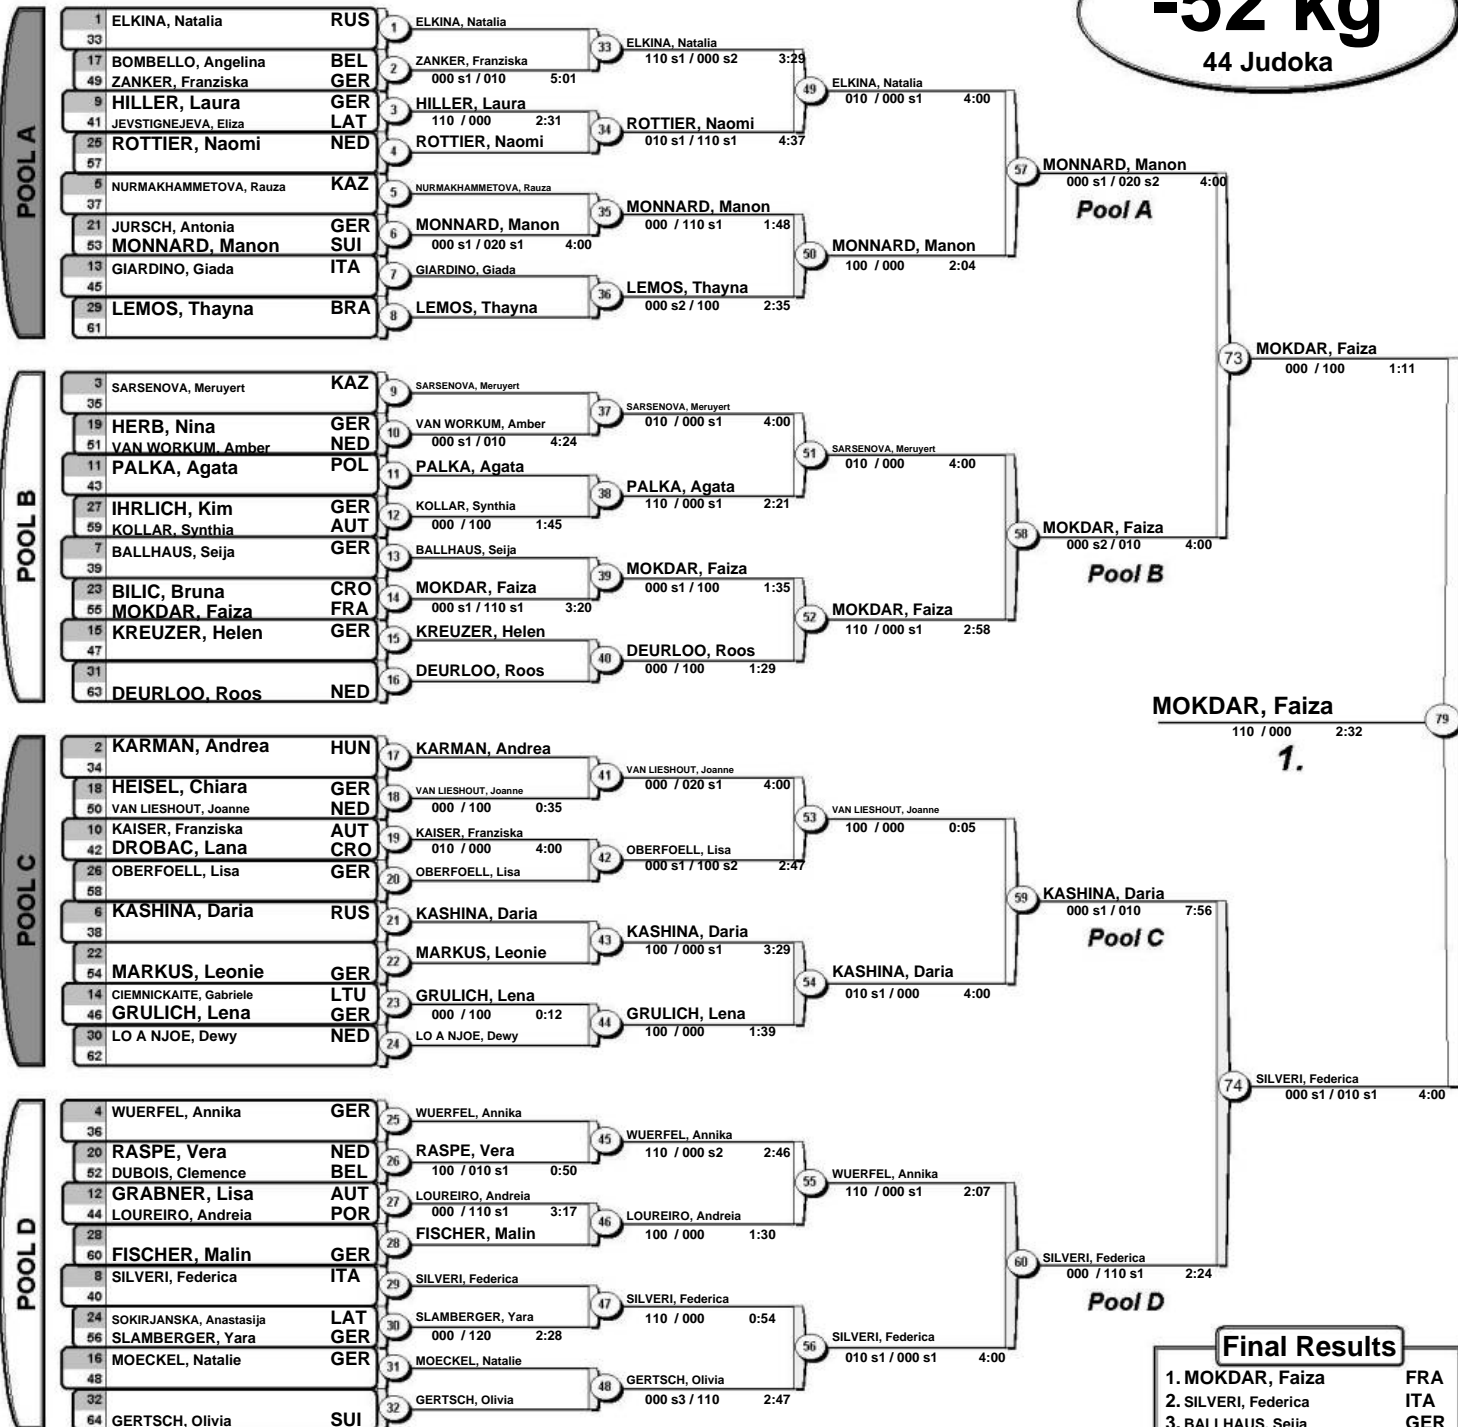 -52 kg
44 Judoka
POOL A
1 ELKINA, Natalia RUS
33
17 BOMBELLO, Angelina BEL
49 ZANKER, Franziska GER
9 HILLER, Laura GER
41 JEVSTIGNEJEVA, Eliza LAT
25 ROTTIER, Naomi NED
57
5 NURMAKHAMMETOVA, Rauza KAZ
37
21 JURSCH, Antonia GER
53 MONNARD, Manon SUI
13 GIARDINO, Giada ITA
45
29 LEMOS, Thayna BRA
61
1 ELKINA, Natalia
2 ZANKER, Franziska
000 s1 / 010 5:01
3 HILLER, Laura
110 / 000 2:31
4 ROTTIER, Naomi
5 NURMAKHAMMETOVA, Rauza
6 MONNARD, Manon
000 s1 / 020 s1 4:00
7 GIARDINO, Giada
8 LEMOS, Thayna
33 ELKINA, Natalia
110 s1 / 000 s2 3:29
34 ROTTIER, Naomi
010 s1 / 110 s1 4:37
35 MONNARD, Manon
000 / 110 s1 1:48
36 LEMOS, Thayna
000 s2 / 100 2:35
49 ELKINA, Natalia
010 / 000 s1 4:00
50 MONNARD, Manon
100 / 000 2:04
57 MONNARD, Manon
000 s1 / 020 s2 4:00
Pool A
POOL B
3 SARSENOVA, Meruyert KAZ
35
19 HERB, Nina GER
51 VAN WORKUM, Amber NED
11 PALKA, Agata POL
43
27 IHRLICH, Kim GER
59 KOLLAR, Synthia AUT
7 BALLHAUS, Seija GER
39
23 BILIC, Bruna CRO
55 MOKDAR, Faiza FRA
15 KREUZER, Helen GER
47
31
63 DEURLOO, Roos NED
9 SARSENOVA, Meruyert
10 VAN WORKUM, Amber
000 s1 / 010 4:24
11 PALKA, Agata
12 KOLLAR, Synthia
000 / 100 1:45
13 BALLHAUS, Seija
14 MOKDAR, Faiza
000 s1 / 110 s1 3:20
15 KREUZER, Helen
16 DEURLOO, Roos
37 SARSENOVA, Meruyert
010 / 000 s1 4:00
38 PALKA, Agata
110 / 000 s1 2:21
39 MOKDAR, Faiza
000 s1 / 100 1:35
40 DEURLOO, Roos
000 / 100 1:29
51 SARSENOVA, Meruyert
010 / 000 4:00
52 MOKDAR, Faiza
110 / 000 s1 2:58
58 MOKDAR, Faiza
000 s2 / 010 4:00
Pool B
73 MOKDAR, Faiza
000 / 100 1:11
MOKDAR, Faiza 79
110 / 000 2:32
1.
POOL C
2 KARMAN, Andrea HUN
34
18 HEISEL, Chiara GER
50 VAN LIESHOUT, Joanne NED
10 KAISER, Franziska AUT
42 DROBAC, Lana CRO
26 OBERFOELL, Lisa GER
58
6 KASHINA, Daria RUS
38
22
54 MARKUS, Leonie GER
14 CIEMNICKAITE, Gabriele LTU
46 GRULICH, Lena GER
30 LO A NJOE, Dewy NED
62
17 KARMAN, Andrea
18 VAN LIESHOUT, Joanne
000 / 100 0:35
19 KAISER, Franziska
010 / 000 4:00
20 OBERFOELL, Lisa
21 KASHINA, Daria
22 MARKUS, Leonie
23 GRULICH, Lena
000 / 100 0:12
24 LO A NJOE, Dewy
41 VAN LIESHOUT, Joanne
000 / 020 s1 4:00
42 OBERFOELL, Lisa
000 s1 / 100 s2 2:47
43 KASHINA, Daria
100 / 000 s1 3:29
44 GRULICH, Lena
100 / 000 1:39
53 VAN LIESHOUT, Joanne
100 / 000 0:05
54 KASHINA, Daria
010 s1 / 000 4:00
59 KASHINA, Daria
000 s1 / 010 7:56
Pool C
74 SILVERI, Federica
000 s1 / 010 s1 4:00
POOL D
4 WUERFEL, Annika GER
36
20 RASPE, Vera NED
52 DUBOIS, Clemence BEL
12 GRABNER, Lisa AUT
44 LOUREIRO, Andreia POR
28
60 FISCHER, Malin GER
8 SILVERI, Federica ITA
40
24 SOKIRJANSKA, Anastasija LAT
56 SLAMBERGER, Yara GER
16 MOECKEL, Natalie GER
48
32
64 GERTSCH, Olivia SUI
25 WUERFEL, Annika
26 RASPE, Vera
100 / 010 s1 0:50
27 LOUREIRO, Andreia
000 / 110 s1 3:17
28 FISCHER, Malin
29 SILVERI, Federica
30 SLAMBERGER, Yara
000 / 120 2:28
31 MOECKEL, Natalie
32 GERTSCH, Olivia
45 WUERFEL, Annika
110 / 000 s2 2:46
46 LOUREIRO, Andreia
100 / 000 1:30
47 SILVERI, Federica
110 / 000 0:54
48 GERTSCH, Olivia
000 s3 / 110 2:47
55 WUERFEL, Annika
110 / 000 s1 2:07
56 SILVERI, Federica
010 s1 / 000 s1 4:00
60 SILVERI, Federica
000 / 110 s1 2:24
Pool D
Final Results
1. MOKDAR, Faiza FRA
2. SILVERI, Federica ITA
3. BALLHAUS, Seija GER